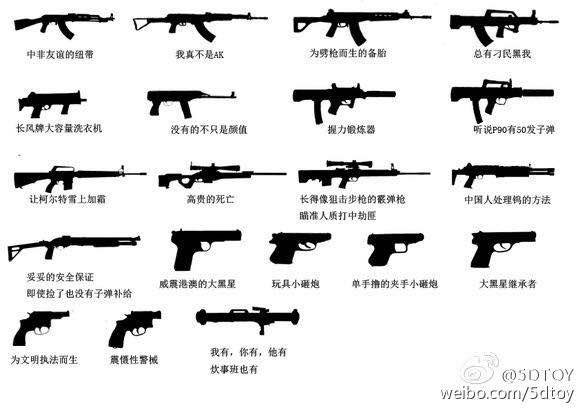 中非友谊的纽带
我真不是AK
为劈枪而生的备胎
总有刁民黑我
长风牌大容量洗衣机
没有的不只是颜值
握力锻炼器
听说P90有50发子弹
让柯尔特雪上加霜
高贵的死亡
长得像狙击步枪的霰弹枪
瞄准人质打中劫匪
中国人处理钨的方法
妥妥的安全保证
即使捡了也没有子弹补给
威震港澳的大黑星
玩具小砸炮
单手撸的夹手小砸炮
大黑星继承者
为文明执法而生
震慑性警械
我有，你有，他有
炊事班也有
@5DTOY
weibo.com/5dtoy